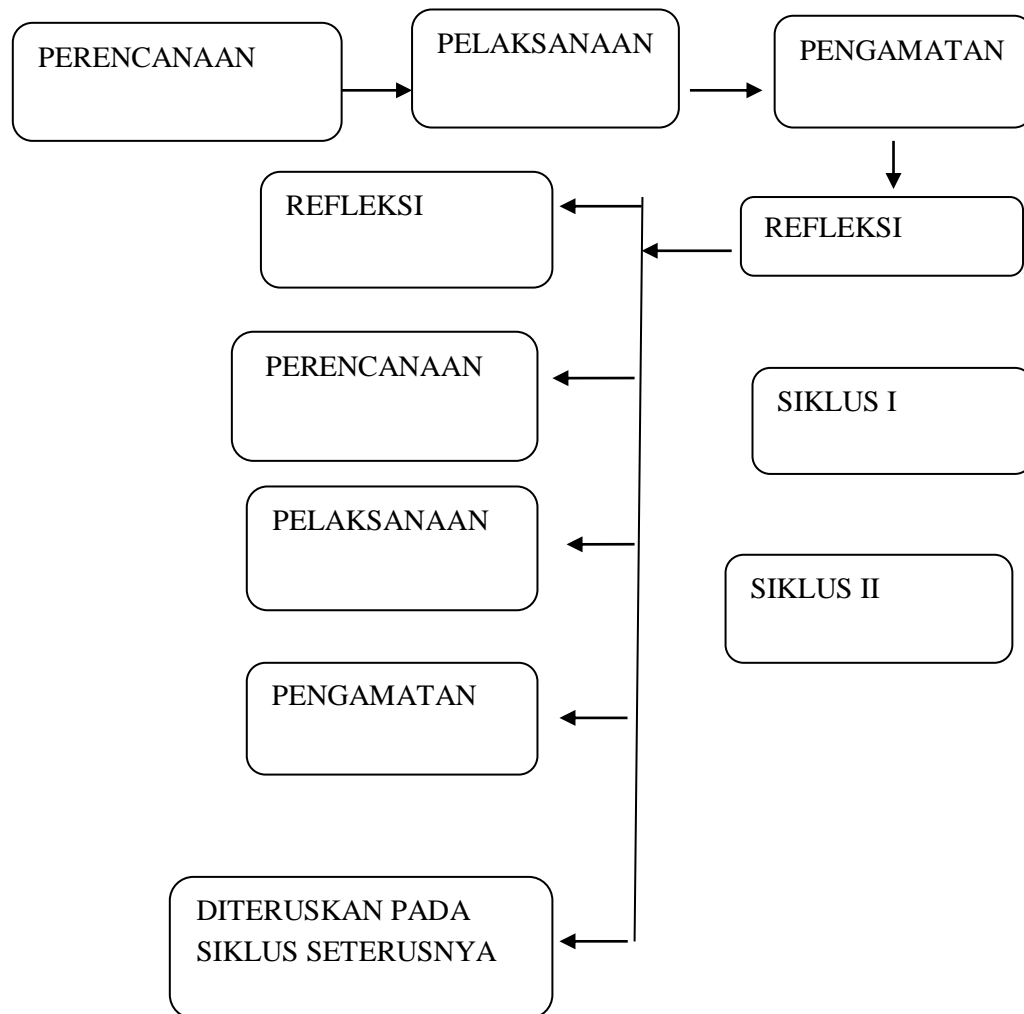 PERENCANAAN
PELAKSANAAN
PENGAMATAN
REFLEKSI
REFLEKSI
PERENCANAAN
SIKLUS I
PELAKSANAAN
SIKLUS II
PENGAMATAN
DITERUSKAN PADA
SIKLUS SETERUSNYA